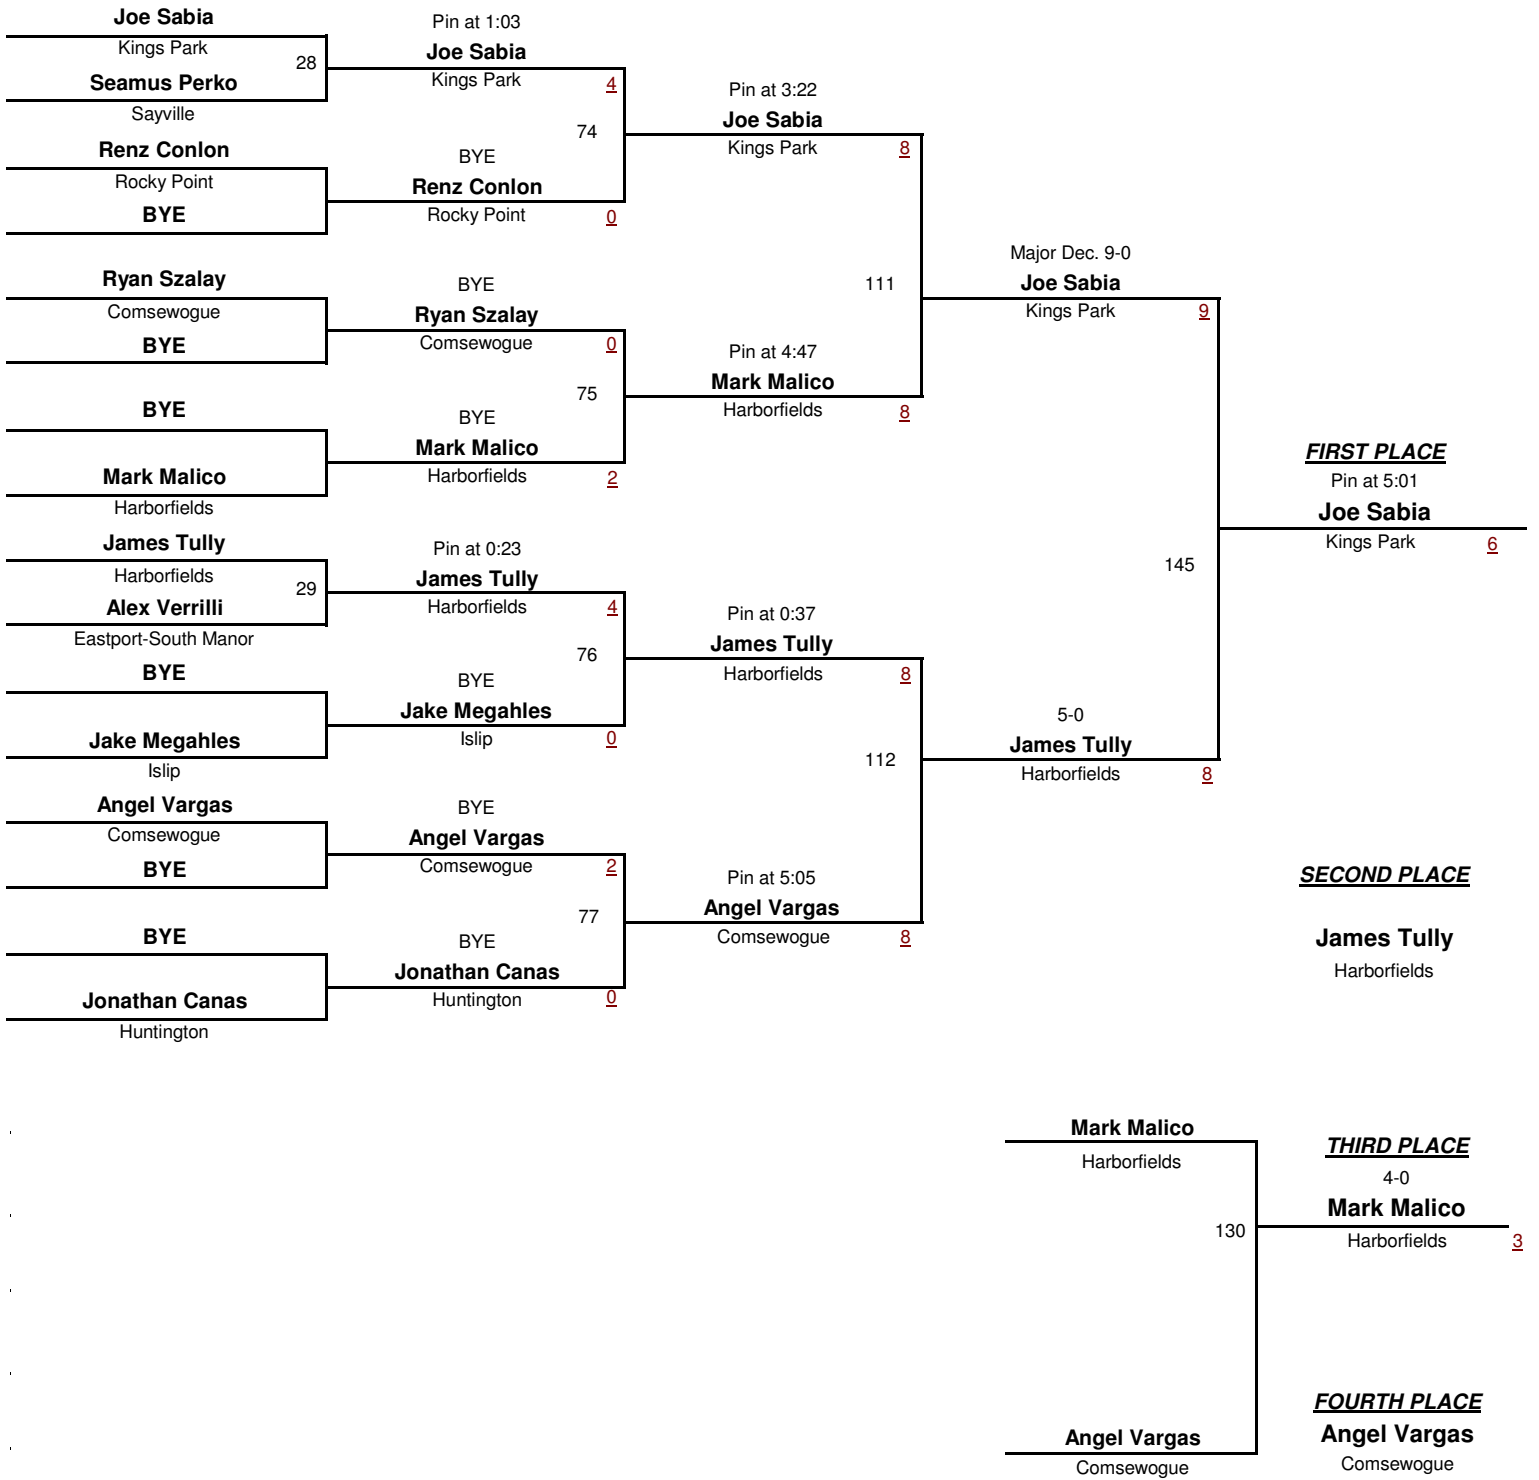 Joe Sabia
Kings Park
28
Seamus Perko
Sayville
Renz Conlon
Rocky Point
BYE
Ryan Szalay
Comsewogue
BYE
BYE
Mark Malico
Harborfields
James Tully
Harborfields
29
Alex Verrilli
Eastport-South Manor
BYE
Jake Megahles
Islip
Angel Vargas
Comsewogue
BYE
BYE
Jonathan Canas
Huntington
Pin at 1:03
Joe Sabia
Kings Park
4
74
BYE
Renz Conlon
Rocky Point
0
BYE
Ryan Szalay
Comsewogue
0
75
BYE
Mark Malico
Harborfields
2
Pin at 0:23
James Tully
Harborfields
4
76
BYE
Jake Megahles
Islip
0
BYE
Angel Vargas
Comsewogue
2
77
BYE
Jonathan Canas
Huntington
0
Pin at 3:22
Joe Sabia
Kings Park
8
111
Pin at 4:47
Mark Malico
Harborfields
8
Pin at 0:37
James Tully
Harborfields
8
112
Pin at 5:05
Angel Vargas
Comsewogue
8
Major Dec. 9-0
Joe Sabia
Kings Park
9
145
5-0
James Tully
Harborfields
8
FIRST PLACE
Pin at 5:01
Joe Sabia
Kings Park
6
SECOND PLACE
James Tully
Harborfields
Mark Malico
Harborfields
130
Angel Vargas
Comsewogue
THIRD PLACE
4-0
Mark Malico
Harborfields
3
FOURTH PLACE
Angel Vargas
Comsewogue